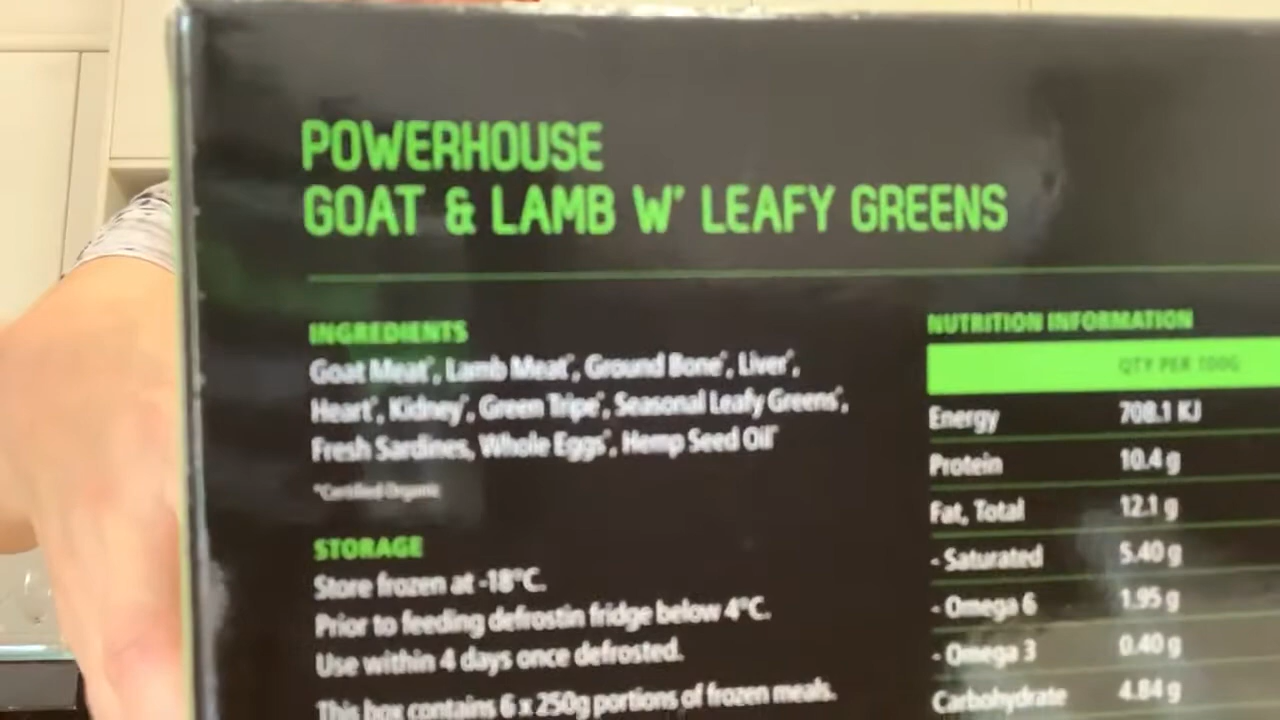 POWERHOUSE
GOAT & LAMB W' LEAFY GREENS
INGREDIENTS
Goat Meat*, Lamb Meat*, Ground Bone*, Liver*,
Heart*, Kidney*, Green Tripe*, Seasonal Leafy Greens*,
Fresh Sardines, Whole Eggs*, Hemp Seed Oil*
*Certified Organic
STORAGE
Store frozen at -18°C.
Prior to feeding defrostin fridge below 4°C.
Use within 4 days once defrosted.
This box contains 6 x 250g portions of frozen meals.
NUTRITION INFORMATION
QTY PER 100G
Energy 708.1 KJ
Protein 10.4 g
Fat, Total 12.1 g
- Saturated 5.40 g
- Omega 6 1.95 g
- Omega 3 0.40 g
Carbohydrate 4.84 g